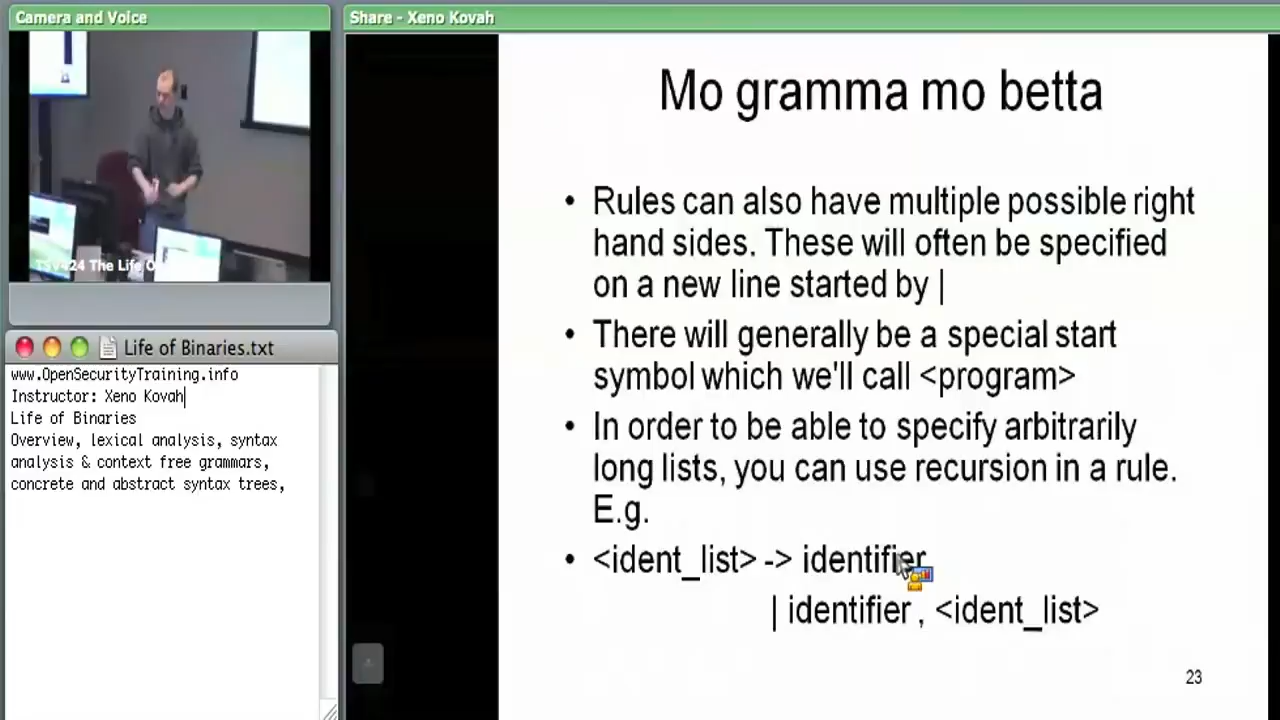 Camera and Voice
TSV424 The Life O
Life of Binaries.txt
www.OpenSecurityTraining.info
Instructor: Xeno Kovah
Life of Binaries
Overview, lexical analysis, syntax
analysis & context free grammars,
concrete and abstract syntax trees,
Share - Xeno Kovah
Mo gramma mo betta
• Rules can also have multiple possible right
hand sides. These will often be specified
on a new line started by |
• There will generally be a special start
symbol which we'll call <program>
• In order to be able to specify arbitrarily
long lists, you can use recursion in a rule.
E.g.
• <ident_list> -> identifier
| identifier , <ident_list>
23